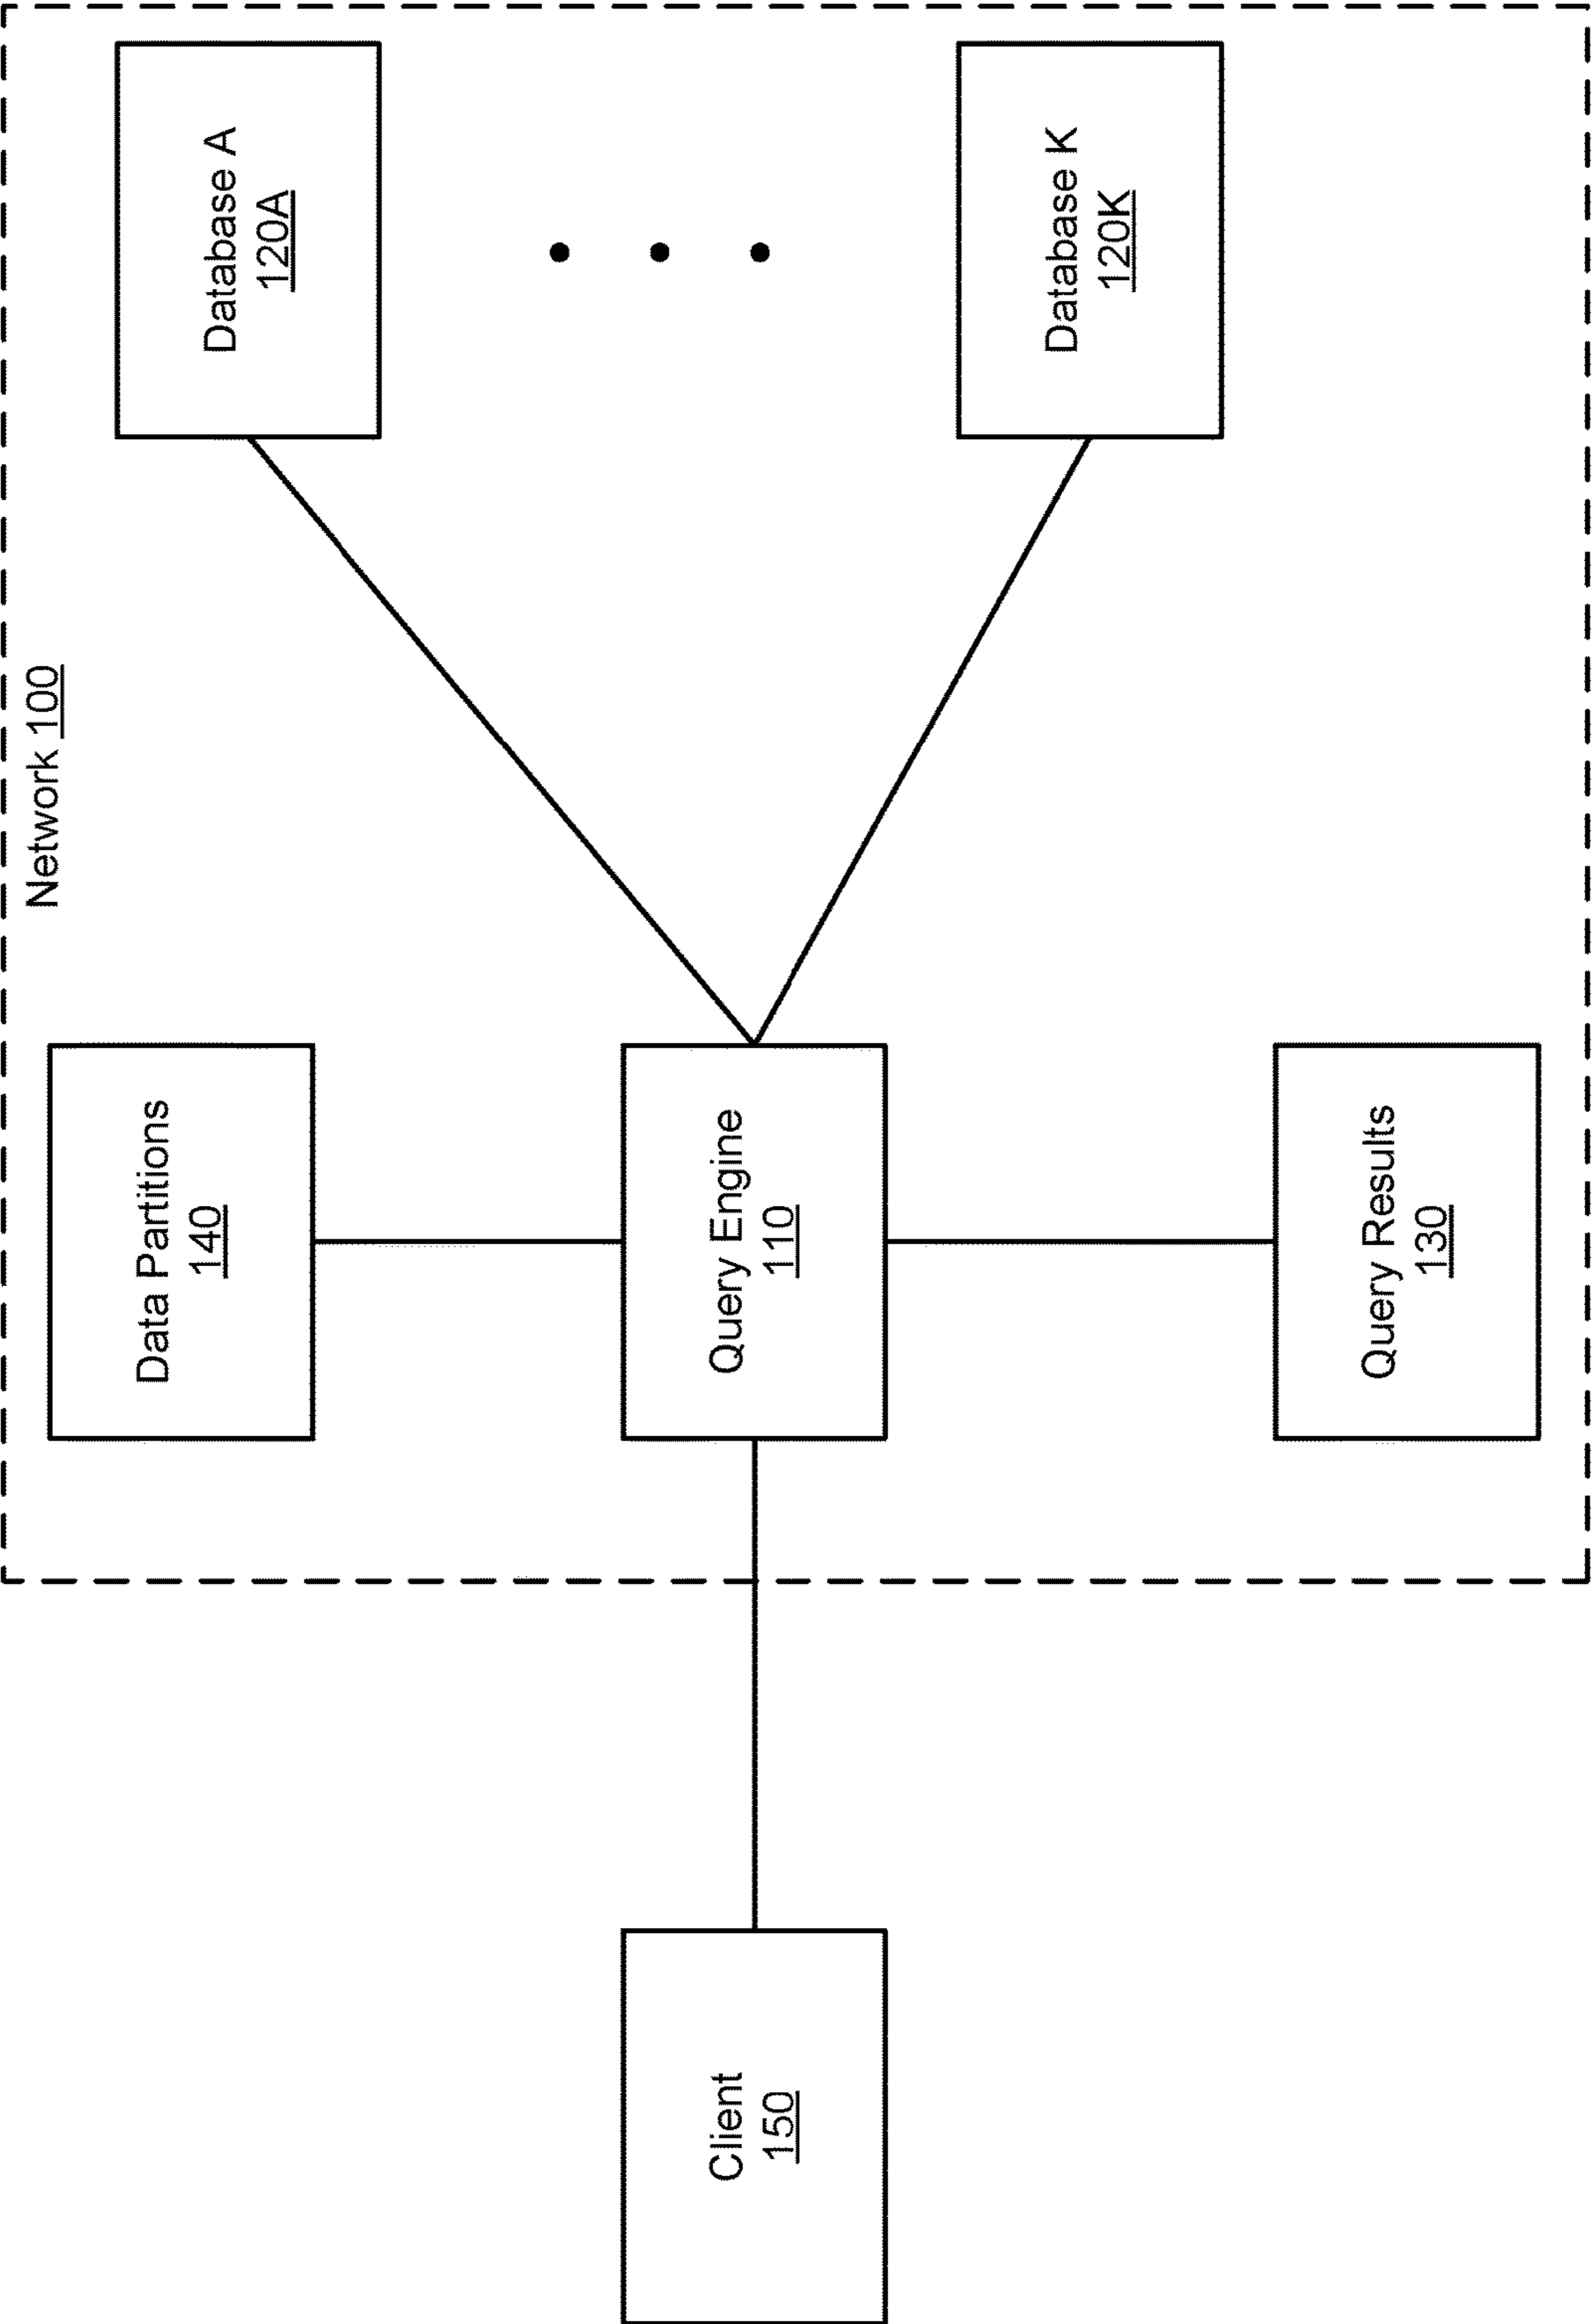 Network 100
Data Partitions
140
Database A
120A
Client
150
Query Engine
110
Query Results
130
Database K
120K